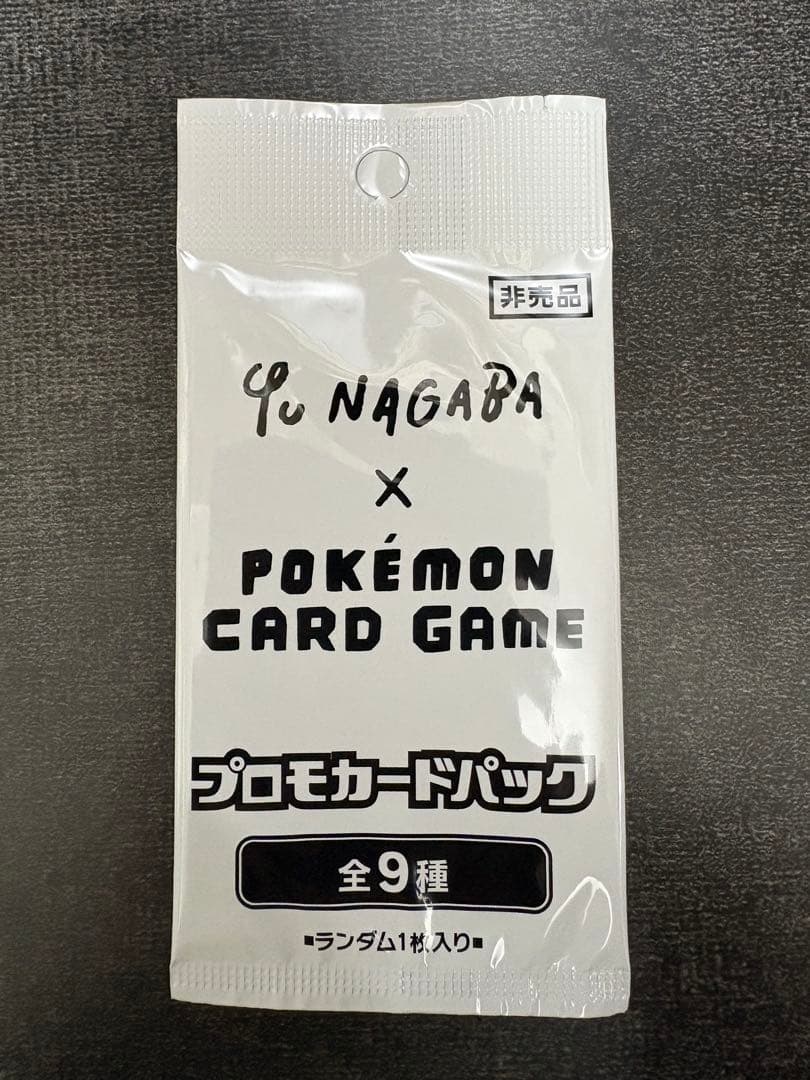 非売品
Yu NAGABA
×
POKÉMON
CARD GAME
プロモカードパック
全9種
■ランダム1枚入り■